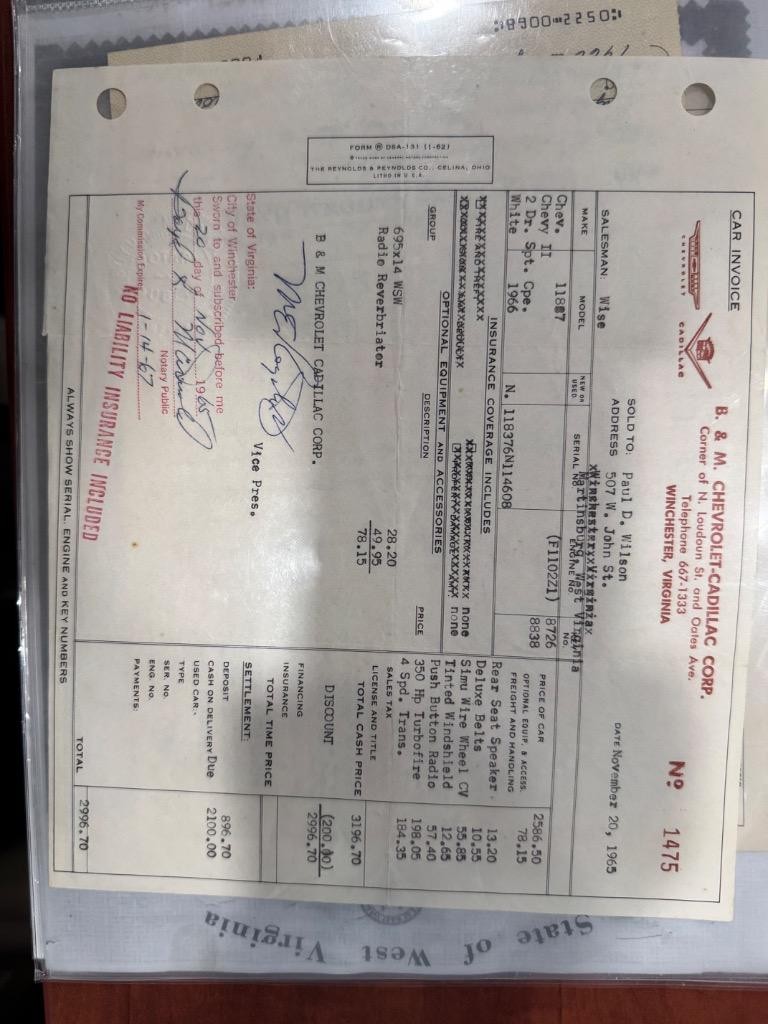 CAR INVOICE
CHEVROLET
CADILLAC
B. & M. CHEVROLET-CADILLAC CORP.
Corner of N. Loudoun St. and Oates Ave.
Telephone 667-1333
WINCHESTER, VIRGINIA
Nº 1475
DATE November 20, 1965
SALESMAN: Wise
SOLD TO: Paul D. Wilson
ADDRESS 507 W. John St.
xWinchesterxxVirginiax
Martinsburg, West Virginia
MAKE MODEL NEW OR USED SERIAL NO. ENGINE NO. No.
Chev. 11837 (F1102Z1) 8726
Chevy II 8838
2 Dr. Spt. Cpe.
White 1966 N. 118376N114608
INSURANCE COVERAGE INCLUDES
none
none
OPTIONAL EQUIPMENT AND ACCESSORIES
GROUP DESCRIPTION PRICE
695x14 WSW 28.20
Radio Reverbriator 49.95
78.15
B & M CHEVROLET CADILLAC CORP.
Vice Pres.
State of Virginia:
City of Winchester
Sworn to and subscribed before me
this 20 day of Nov 1965
Notary Public
My Commission Expires 1-14-67
NO LIABILITY INSURANCE INCLUDED
PRICE OF CAR 2586.50
OPTIONAL EQUIP. & ACCESS. 78.15
FREIGHT AND HANDLING
Rear Seat Speaker 13.20
Deluxe Belts 10.55
Simu Wire Wheel CV 55.85
Tinted Windshield 12.65
Push Button Radio 57.40
350 Hp Turbofire 198.05
4 Spd. Trans. 184.35
SALES TAX
LICENSE AND TITLE
TOTAL CASH PRICE 3196.70
DISCOUNT (200.00)
2996.70
FINANCING
INSURANCE
TOTAL TIME PRICE
SETTLEMENT:
DEPOSIT 896.70
CASH ON DELIVERY Due 2100.00
USED CAR:-
TYPE
SER. NO.
ENG. NO.
PAYMENTS:
TOTAL 2996.70
ALWAYS SHOW SERIAL, ENGINE AND KEY NUMBERS
FORM ® DSA-131 (1-62)
THE REYNOLDS & REYNOLDS CO., CELINA, OHIO
LITHO IN U.S.A.
State of West Virginia